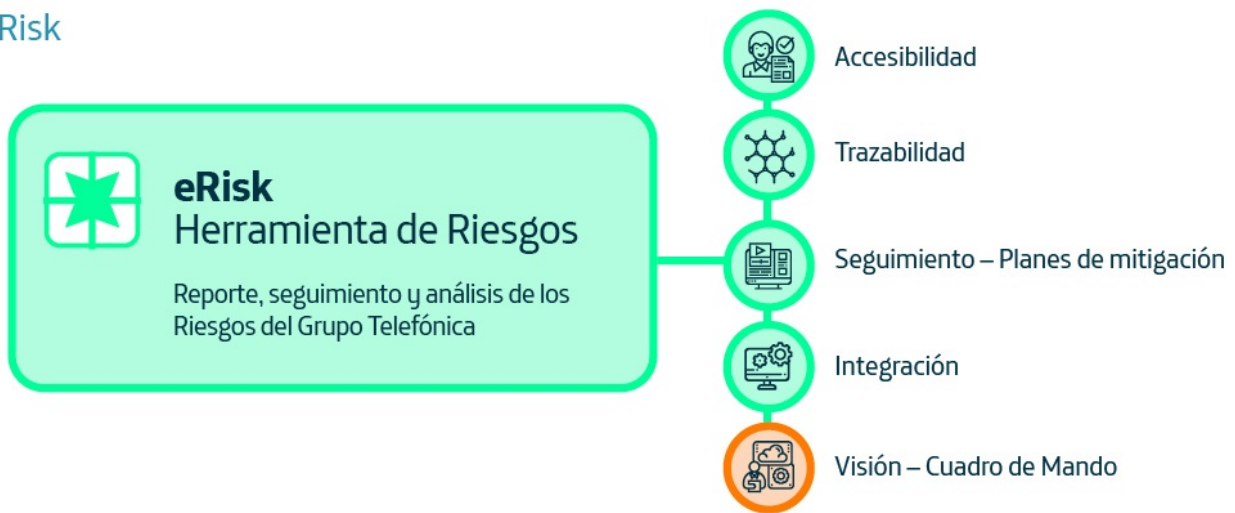 Risk
eRisk
Herramienta de Riesgos
Reporte, seguimiento y análisis de los
Riesgos del Grupo Telefónica
Accesibilidad
Trazabilidad
Seguimiento – Planes de mitigación
Integración
Visión – Cuadro de Mando